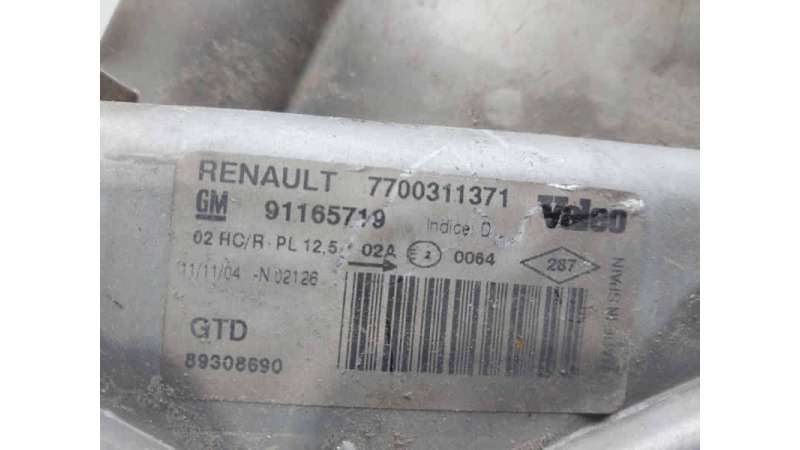 RENAULT 7700311371
GM 91165719 Indice D Valeo
02 HC/R PL 12,5 02A E2 0064 287
11/11/04 -N 02126
GTD
89308690
MADE IN SPAIN